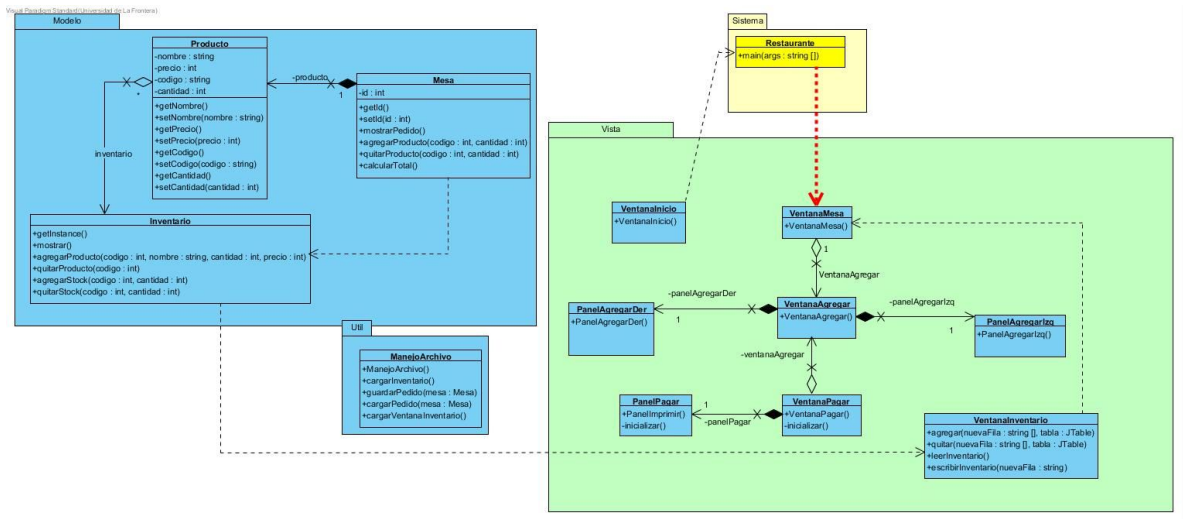 Visual Paradigm Standard(Universidad de La Frontera)
Modelo
Producto
-nombre : string
-precio : int
-codigo : string
-cantidad : int
+getNombre()
+setNombre(nombre : string)
+getPrecio()
+setPrecio(precio : int)
+getCodigo()
+setCodigo(codigo : string)
+getCantidad()
+setCantidad(cantidad : int)
*
-producto
1
Mesa
-id : int
+getId()
+setId(id : int)
+mostrarPedido()
+agregarProducto(codigo : int, cantidad : int)
+quitarProducto(codigo : int, cantidad : int)
+calcularTotal()
inventario
Inventario
+getInstance()
+mostrar()
+agregarProducto(codigo : int, nombre : string, cantidad : int, precio : int)
+quitarProducto(codigo : int)
+agregarStock(codigo : int, cantidad : int)
+quitarStock(codigo : int, cantidad : int)
Util
ManejoArchivo
+ManejoArchivo()
+cargarInventario()
+guardarPedido(mesa : Mesa)
+cargarPedido(mesa : Mesa)
+cargarVentanaInventario()
Sistema
Restaurante
+main(args : string [])
Vista
VentanaInicio
+VentanaInicio()
VentanaMesa
+VentanaMesa()
1
VentanaAgregar
-panelAgregarDer
1
PanelAgregarDer
+PanelAgregarDer()
VentanaAgregar
+VentanaAgregar()
-panelAgregarIzq
1
PanelAgregarIzq
+PanelAgregarIzq()
-ventanaAgregar
PanelPagar
+PanelImprimir()
-inicializar()
1
-panelPagar
VentanaPagar
+VentanaPagar()
-inicializar()
VentanaInventario
+agregar(nuevaFila : string [], tabla : JTable)
+quitar(nuevaFila : string [], tabla : JTable)
+leerInventario()
+escribirInventario(nuevaFila : string)